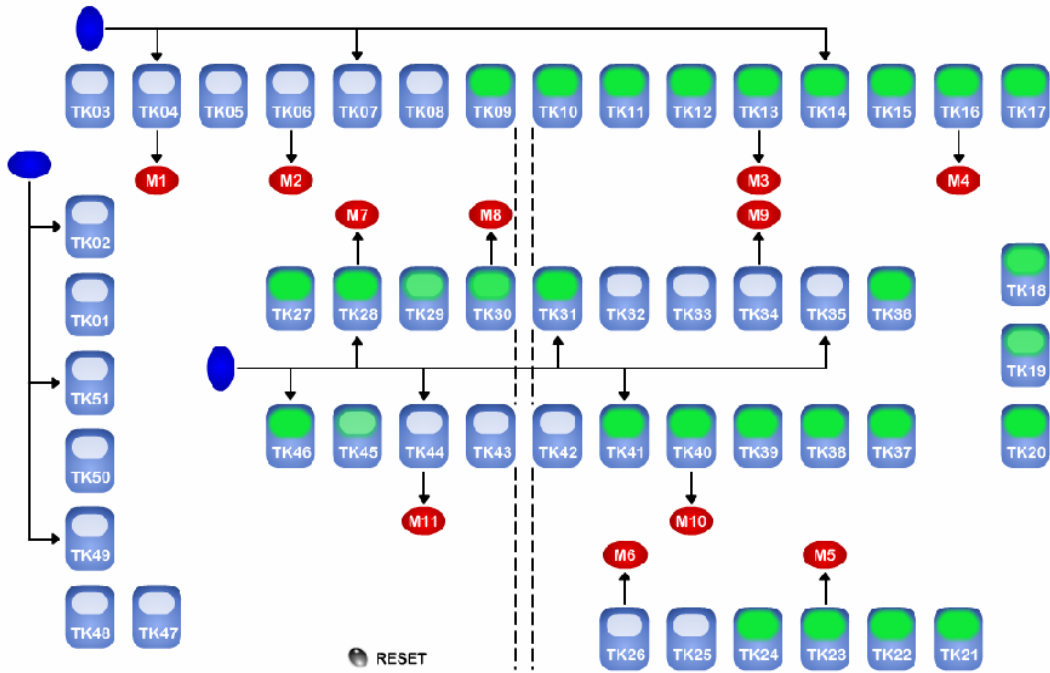 TK03 TK04 TK05 TK06 TK07 TK08 TK09 TK10 TK11 TK12 TK13 TK14 TK15 TK16 TK17
M1 M2 M3 M4
M7 M8 M9
TK02
TK18
TK01
TK27 TK28 TK29 TK30 TK31 TK32 TK33 TK34 TK35 TK36
TK19
TK51
TK46 TK45 TK44 TK43 TK42 TK41 TK40 TK39 TK38 TK37
TK20
TK50
M11 M10
TK49
M6 M5
TK48 TK47
TK26 TK25 TK24 TK23 TK22 TK21
RESET